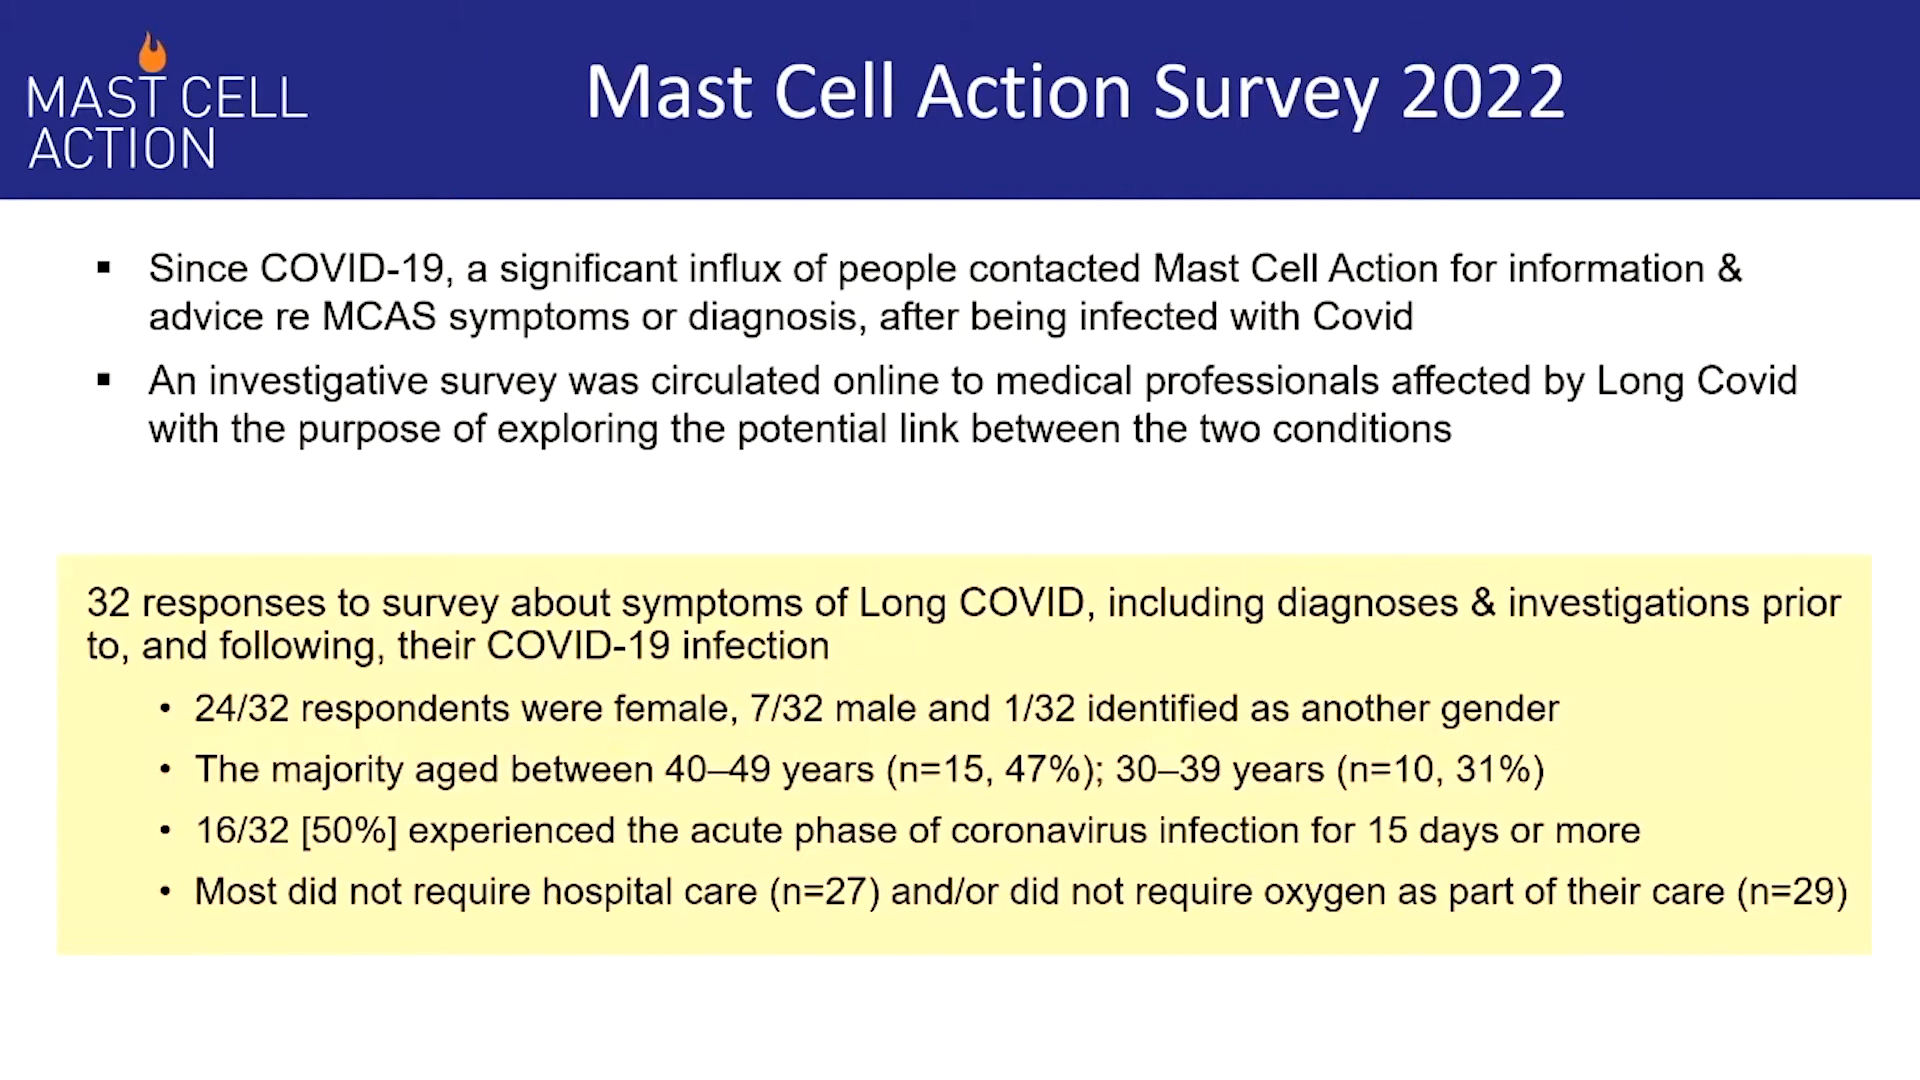 MAST CELL
ACTION
Mast Cell Action Survey 2022
▪ Since COVID-19, a significant influx of people contacted Mast Cell Action for information &
advice re MCAS symptoms or diagnosis, after being infected with Covid
▪ An investigative survey was circulated online to medical professionals affected by Long Covid
with the purpose of exploring the potential link between the two conditions
32 responses to survey about symptoms of Long COVID, including diagnoses & investigations prior
to, and following, their COVID-19 infection
• 24/32 respondents were female, 7/32 male and 1/32 identified as another gender
• The majority aged between 40–49 years (n=15, 47%); 30–39 years (n=10, 31%)
• 16/32 [50%] experienced the acute phase of coronavirus infection for 15 days or more
• Most did not require hospital care (n=27) and/or did not require oxygen as part of their care (n=29)